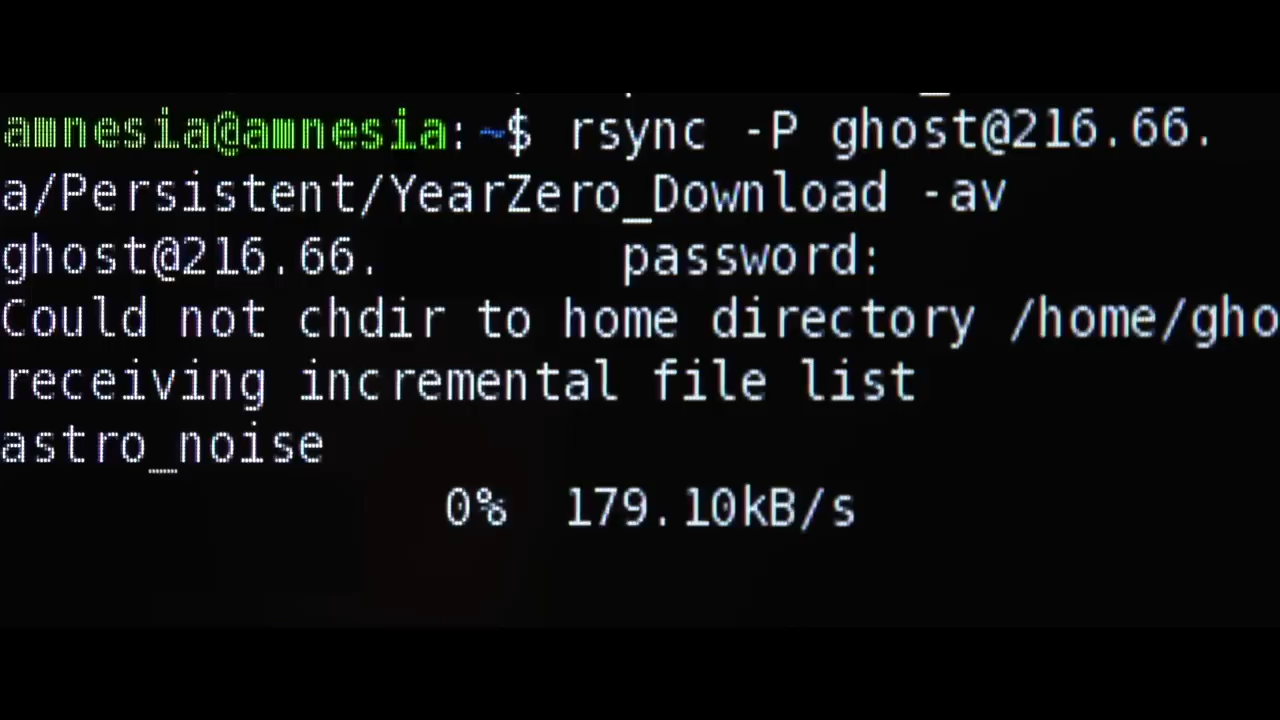 amnesia@amnesia:~$ rsync -P ghost@216.66.
a/Persistent/YearZero_Download -av
ghost@216.66. password:
Could not chdir to home directory /home/gho
receiving incremental file list
astro_noise
0% 179.10kB/s